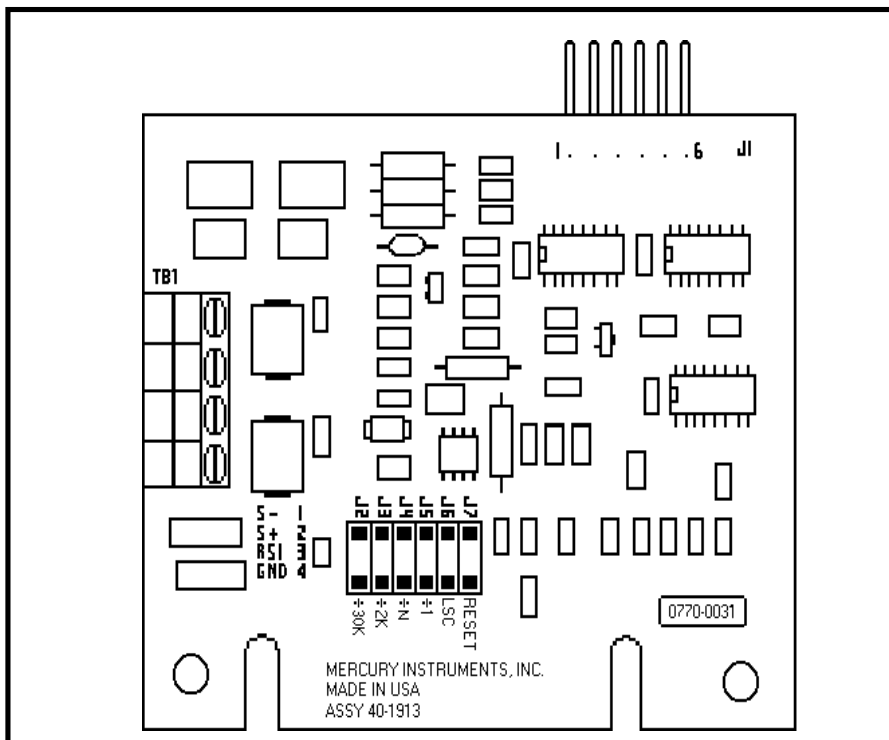 1 . . . . . . 6 J1
TB1
S- 1
S+ 2
RSI 3
GND 4
J2 J3 J4 J5 J6 J7
÷30K ÷2K ÷N ÷1 LSC RESET
0770-0031
MERCURY INSTRUMENTS, INC.
MADE IN USA
ASSY 40-1913